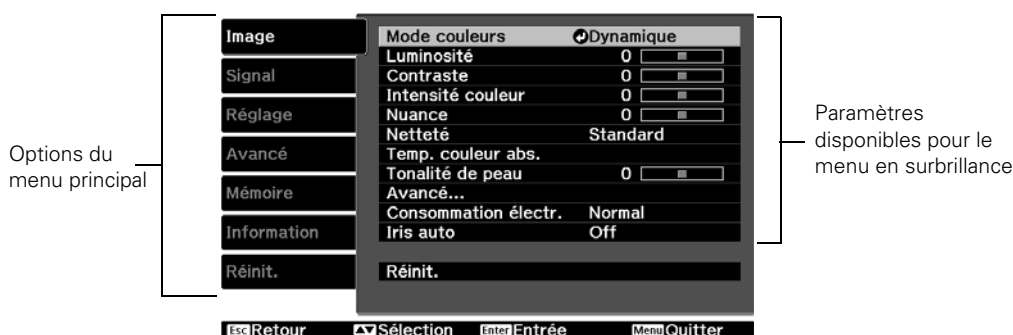 Options du
menu principal
Image
Signal
Réglage
Avancé
Mémoire
Information
Réinit.
Mode couleurs Dynamique
Luminosité 0
Contraste 0
Intensité couleur 0
Nuance 0
Netteté Standard
Temp. couleur abs.
Tonalité de peau 0
Avancé...
Consommation électr. Normal
Iris auto Off
Réinit.
Esc Retour Sélection Enter Entrée Menu Quitter
Paramètres
disponibles pour le
menu en surbrillance